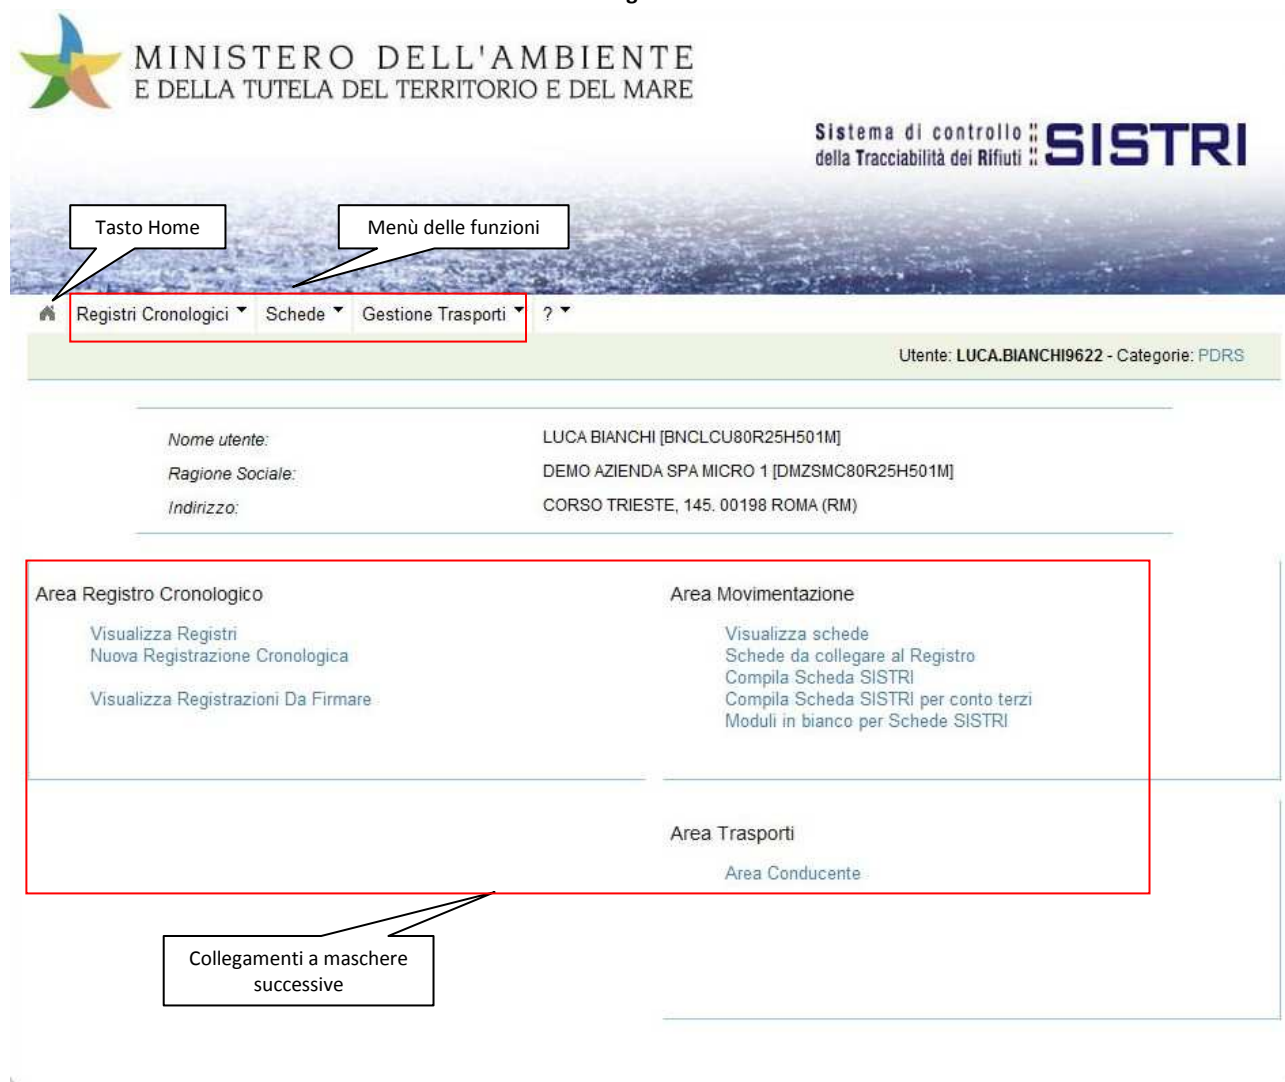 g
MINISTERO DELL'AMBIENTE
E DELLA TUTELA DEL TERRITORIO E DEL MARE
Sistema di controllo
della Tracciabilità dei Rifiuti
SISTRI
Tasto Home
Menù delle funzioni
Registri Cronologici Schede Gestione Trasporti ?
Utente: LUCA.BIANCHI9622 - Categorie: PDRS
Nome utente: LUCA BIANCHI [BNCLCU80R25H501M]
Ragione Sociale: DEMO AZIENDA SPA MICRO 1 [DMZSMC80R25H501M]
Indirizzo: CORSO TRIESTE, 145. 00198 ROMA (RM)
Area Registro Cronologico
Visualizza Registri
Nuova Registrazione Cronologica
Visualizza Registrazioni Da Firmare
Area Movimentazione
Visualizza schede
Schede da collegare al Registro
Compila Scheda SISTRI
Compila Scheda SISTRI per conto terzi
Moduli in bianco per Schede SISTRI
Area Trasporti
Area Conducente
Collegamenti a maschere
successive